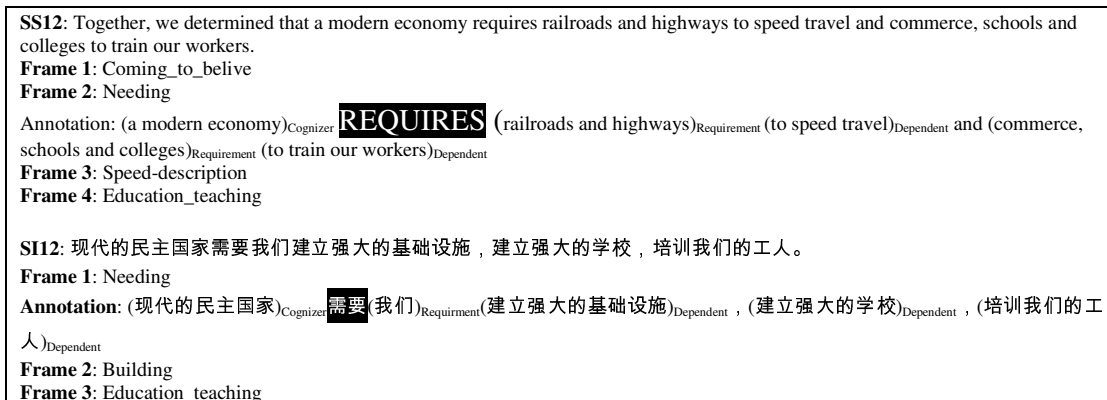 SS12: Together, we determined that a modern economy requires railroads and highways to speed travel and commerce, schools and
colleges to train our workers.
Frame 1: Coming_to_belive
Frame 2: Needing
Annotation: (a modern economy)Cognizer REQUIRES (railroads and highways)Requirement (to speed travel)Dependent and (commerce,
schools and colleges)Requirement (to train our workers)Dependent
Frame 3: Speed-description
Frame 4: Education_teaching
SI12: 现代的民主国家需要我们建立强大的基础设施，建立强大的学校，培训我们的工人。
Frame 1: Needing
Annotation: (现代的民主国家)Cognizer需要(我们)Requirment(建立强大的基础设施)Dependent，(建立强大的学校)Dependent，(培训我们的工
人)Dependent
Frame 2: Building
Frame 3: Education_teaching